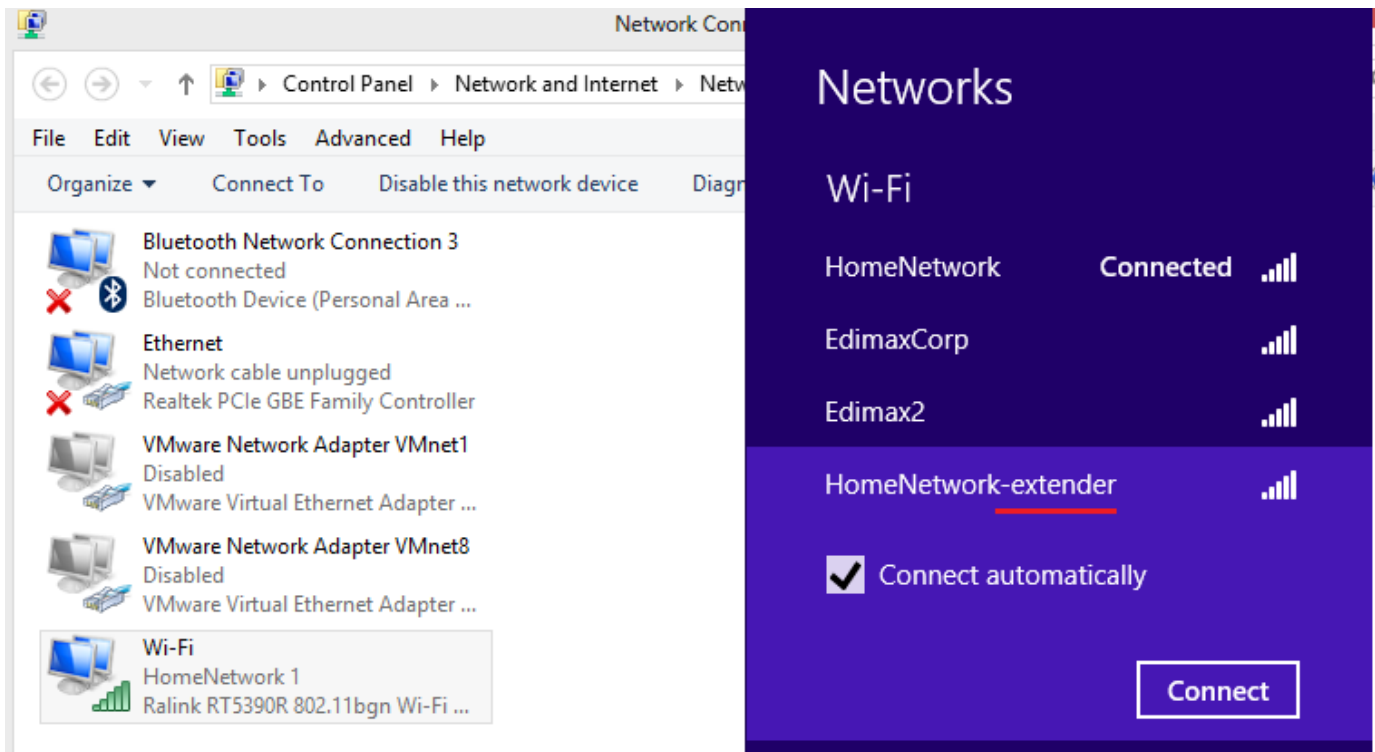 Network Con
Control Panel Network and Internet Netw
File Edit View Tools Advanced Help
Organize Connect To Disable this network device Diagn
Bluetooth Network Connection 3
Not connected
Bluetooth Device (Personal Area ...
Ethernet
Network cable unplugged
Realtek PCIe GBE Family Controller
VMware Network Adapter VMnet1
Disabled
VMware Virtual Ethernet Adapter ...
VMware Network Adapter VMnet8
Disabled
VMware Virtual Ethernet Adapter ...
Wi-Fi
HomeNetwork 1
Ralink RT5390R 802.11bgn Wi-Fi ...
Networks
Wi-Fi
HomeNetwork Connected
EdimaxCorp
Edimax2
HomeNetwork-extender
Connect automatically
Connect